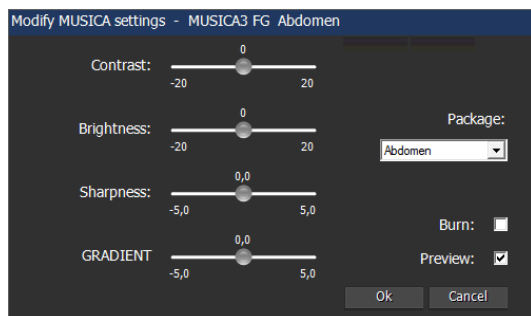 Modify MUSICA settings - MUSICA3 FG Abdomen
Contrast:
0
-20
20
Brightness:
0
-20
20
Sharpness:
0,0
-5,0
5,0
GRADIENT
0,0
-5,0
5,0
Package:
Abdomen
Burn:
Preview:
Ok
Cancel